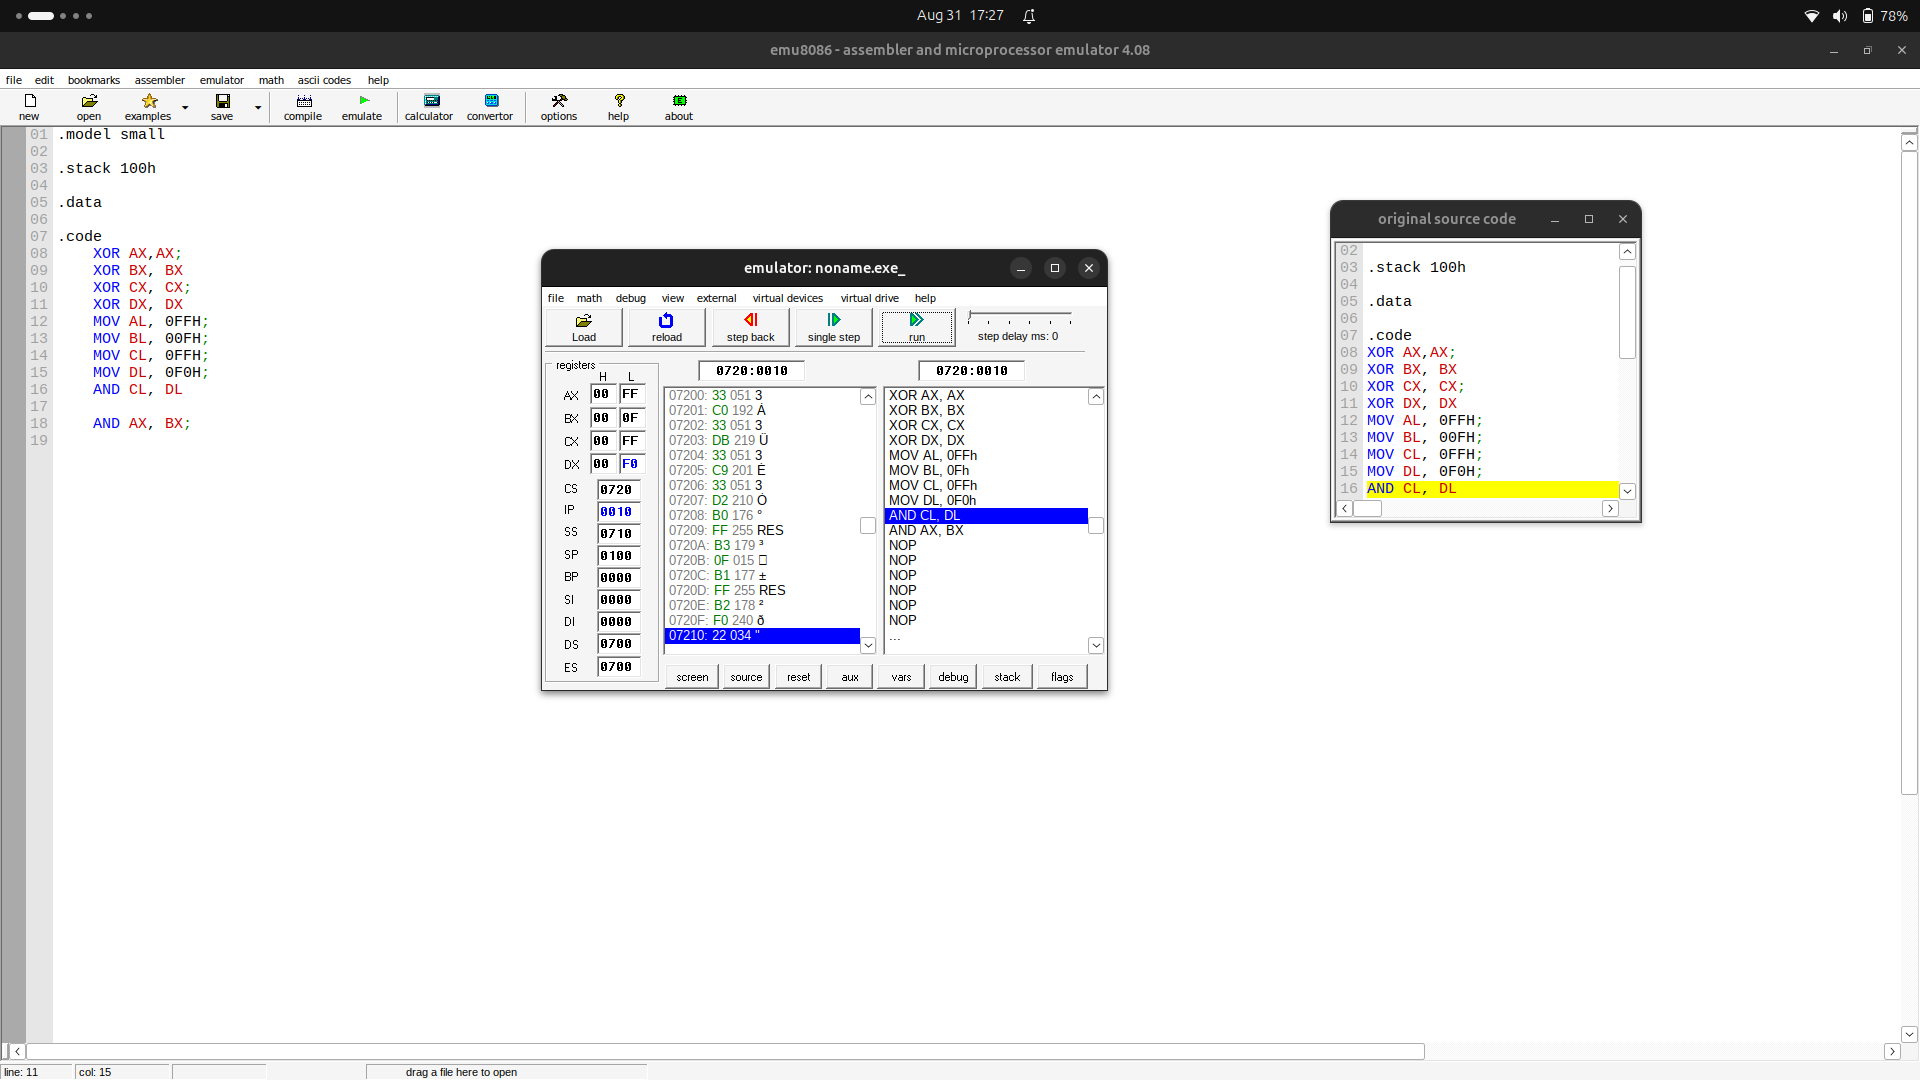 Aug 31 17:27
78%
emu8086 - assembler and microprocessor emulator 4.08
file edit bookmarks assembler emulator math ascii codes help
new open examples save compile emulate calculator convertor options help about
01 .model small
02
03 .stack 100h
04
05 .data
06
07 .code
08 XOR AX,AX;
09 XOR BX, BX
10 XOR CX, CX;
11 XOR DX, DX
12 MOV AL, 0FFH;
13 MOV BL, 00FH;
14 MOV CL, 0FFH;
15 MOV DL, 0F0H;
16 AND CL, DL
17
18 AND AX, BX;
19
emulator: noname.exe_
file math debug view external virtual devices virtual drive help
Load reload step back single step run step delay ms: 0
registers
H L
0720:0010 0720:0010
AX 00 FF
BX 00 0F
CX 00 FF
DX 00 F0
CS 0720
IP 0010
SS 0710
SP 0100
BP 0000
SI 0000
DI 0000
DS 0700
ES 0700
07200: 33 051 3
07201: C0 192 À
07202: 33 051 3
07203: DB 219 Û
07204: 33 051 3
07205: C9 201 É
07206: 33 051 3
07207: D2 210 Ò
07208: B0 176 °
07209: FF 255 RES
0720A: B3 179 ³
0720B: 0F 015
0720C: B1 177 ±
0720D: FF 255 RES
0720E: B2 178 ²
0720F: F0 240 ð
07210: 22 034 "
XOR AX, AX
XOR BX, BX
XOR CX, CX
XOR DX, DX
MOV AL, 0FFh
MOV BL, 0Fh
MOV CL, 0FFh
MOV DL, 0F0h
AND CL, DL
AND AX, BX
NOP
NOP
NOP
NOP
NOP
NOP
...
screen source reset aux vars debug stack flags
original source code
02
03 .stack 100h
04
05 .data
06
07 .code
08 XOR AX,AX;
09 XOR BX, BX
10 XOR CX, CX;
11 XOR DX, DX
12 MOV AL, 0FFH;
13 MOV BL, 00FH;
14 MOV CL, 0FFH;
15 MOV DL, 0F0H;
16 AND CL, DL
line: 11 col: 15 drag a file here to open